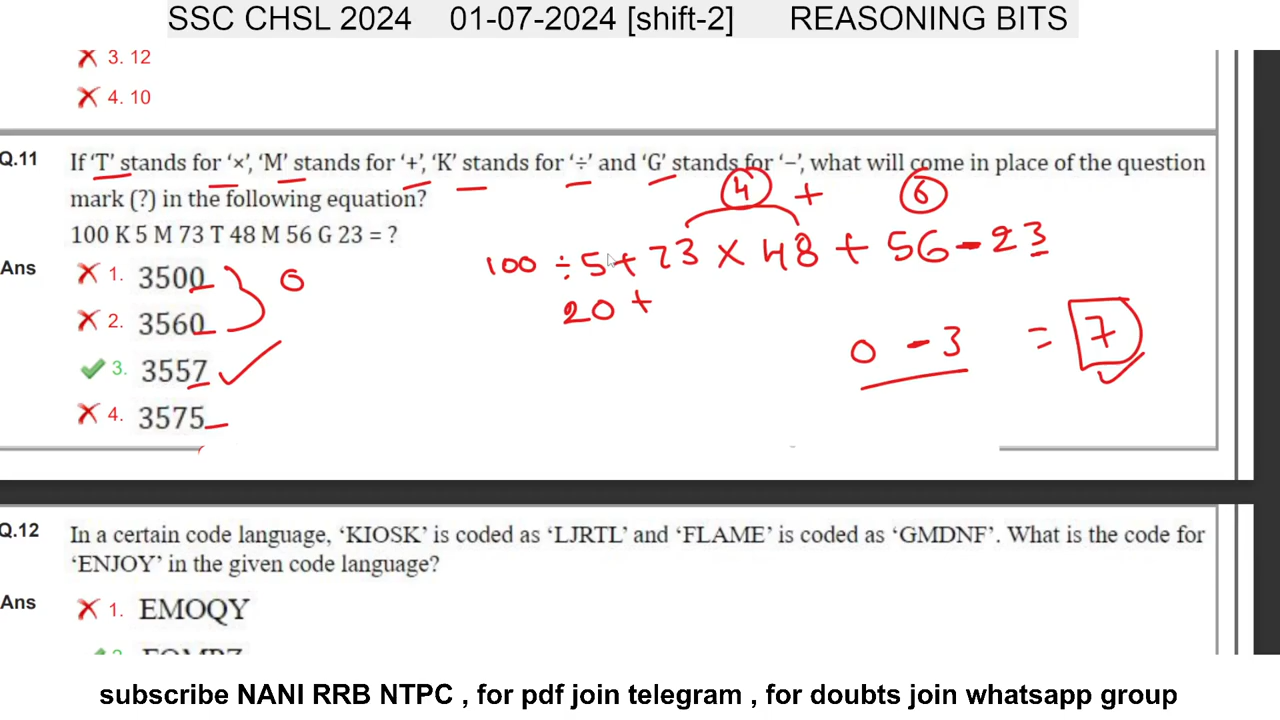 SSC CHSL 2024 01-07-2024 [shift-2] REASONING BITS
3. 12
4. 10
Q.11 If ‘T’ stands for ‘×’, ‘M’ stands for ‘+’, ‘K’ stands for ‘÷’ and ‘G’ stands for ‘−’, what will come in place of the question
mark (?) in the following equation?
4 + 6
100 K 5 M 73 T 48 M 56 G 23 = ?
100 ÷ 5 + 73 × 48 + 56 - 23
Ans 1. 3500
0
20 +
2. 3560
0 - 3 = 7
3. 3557
4. 3575
Q.12 In a certain code language, ‘KIOSK’ is coded as ‘LJRTL’ and ‘FLAME’ is coded as ‘GMDNF’. What is the code for
‘ENJOY’ in the given code language?
Ans 1. EMOQY
subscribe NANI RRB NTPC , for pdf join telegram , for doubts join whatsapp group